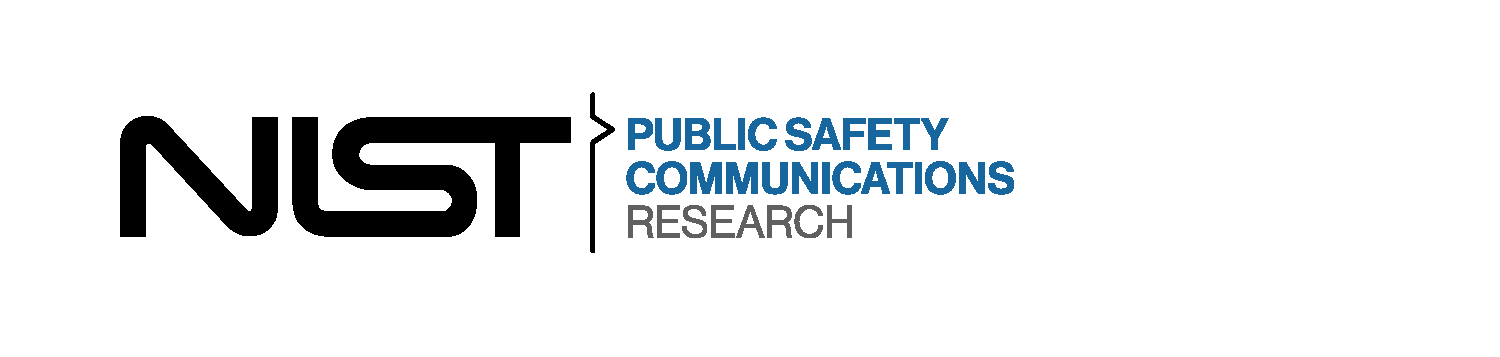 NIST
PUBLIC SAFETY
COMMUNICATIONS
RESEARCH